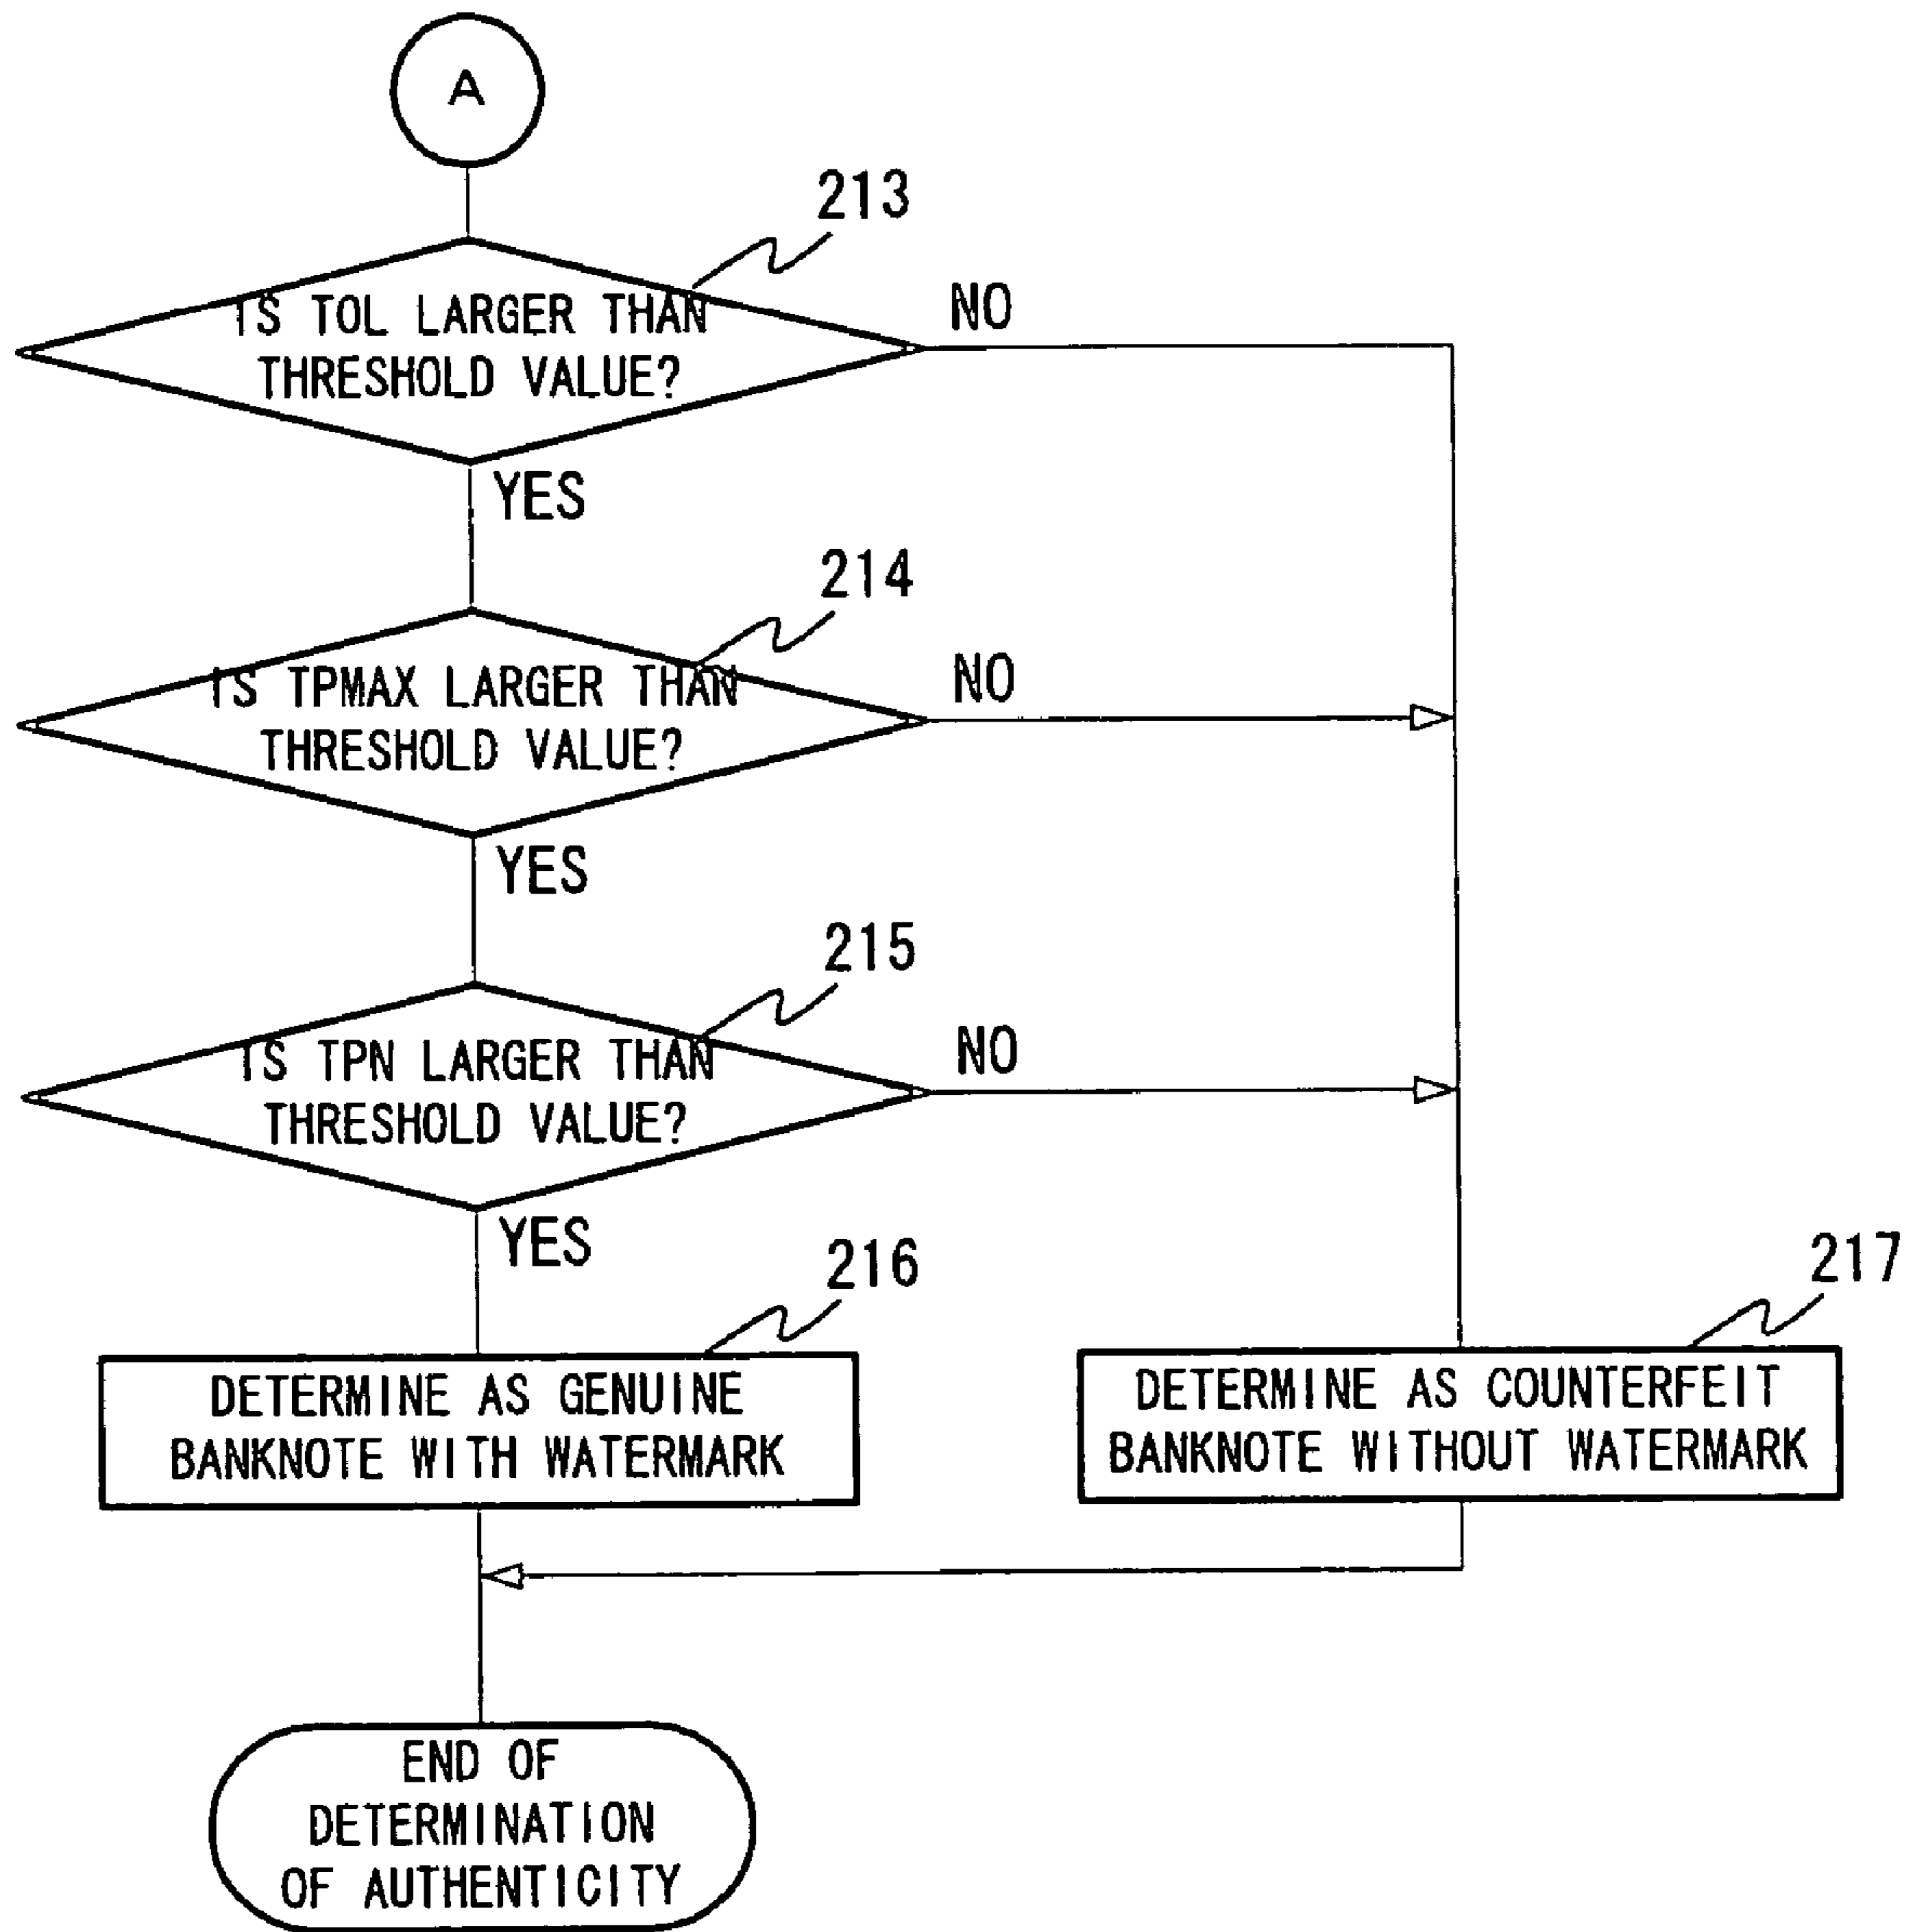 A
213
IS TOL LARGER THAN
THRESHOLD VALUE?
NO
YES
214
IS TPMAX LARGER THAN
THRESHOLD VALUE?
NO
YES
215
IS TPN LARGER THAN
THRESHOLD VALUE?
NO
YES
216
DETERMINE AS GENUINE
BANKNOTE WITH WATERMARK
217
DETERMINE AS COUNTERFEIT
BANKNOTE WITHOUT WATERMARK
END OF
DETERMINATION
OF AUTHENTICITY